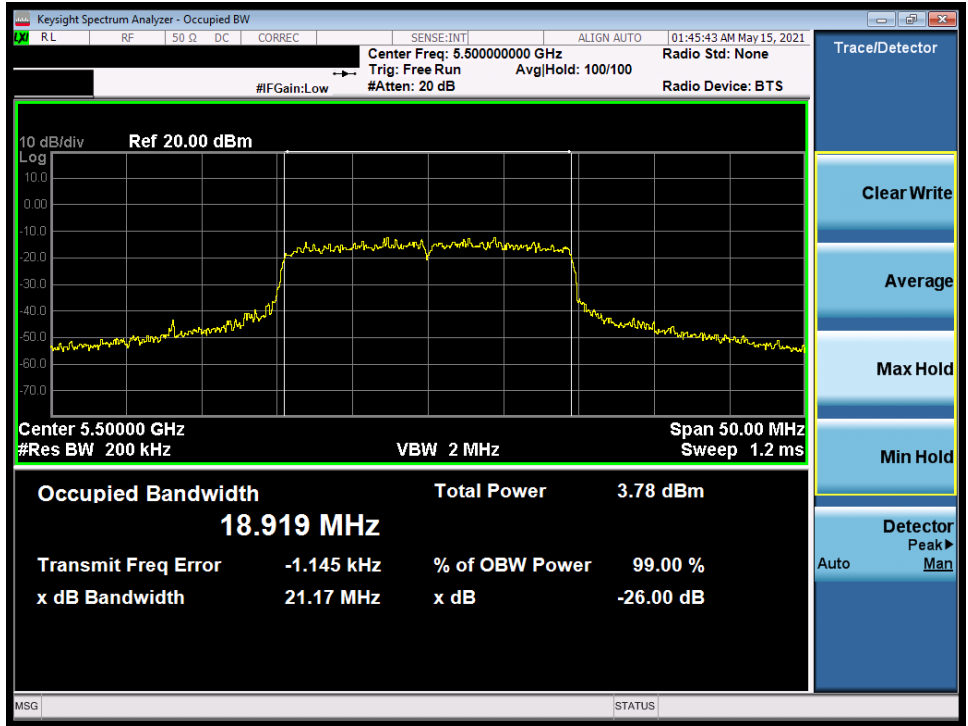 Keysight Spectrum Analyzer - Occupied BW
LXI RL RF 50 Ω DC CORREC SENSE:INT ALIGN AUTO 01:45:43 AM May 15, 2021
Center Freq: 5.500000000 GHz Radio Std: None
Trig: Free Run Avg|Hold: 100/100
#IFGain:Low #Atten: 20 dB Radio Device: BTS
10 dB/div Ref 20.00 dBm
Log
10.0
0.00
-10.0
-20.0
-30.0
-40.0
-50.0
-60.0
-70.0
Center 5.50000 GHz Span 50.00 MHz
#Res BW 200 kHz VBW 2 MHz Sweep 1.2 ms
Occupied Bandwidth Total Power 3.78 dBm
18.919 MHz
Transmit Freq Error -1.145 kHz % of OBW Power 99.00 %
x dB Bandwidth 21.17 MHz x dB -26.00 dB
MSG STATUS
Trace/Detector
Clear Write
Average
Max Hold
Min Hold
Detector
Peak▶
Auto Man